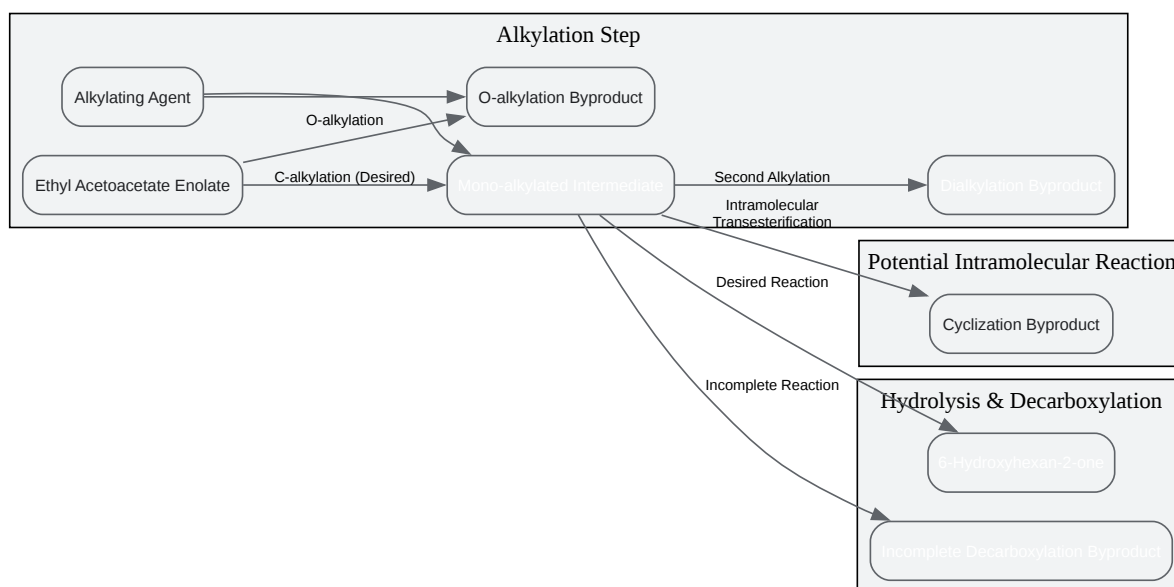 Alkylation Step
Alkylating Agent
O-alkylation Byproduct
O-alkylation
Ethyl Acetoacetate Enolate
C-alkylation (Desired)
Mono-alkylated Intermediate
Second Alkylation
Dialkylation Byproduct
Intramolecular
Transesterification
Potential Intramolecular Reaction
Desired Reaction
Cyclization Byproduct
Incomplete Reaction
Hydrolysis & Decarboxylation
6-Hydroxyhexan-2-one
Incomplete Decarboxylation Byproduct